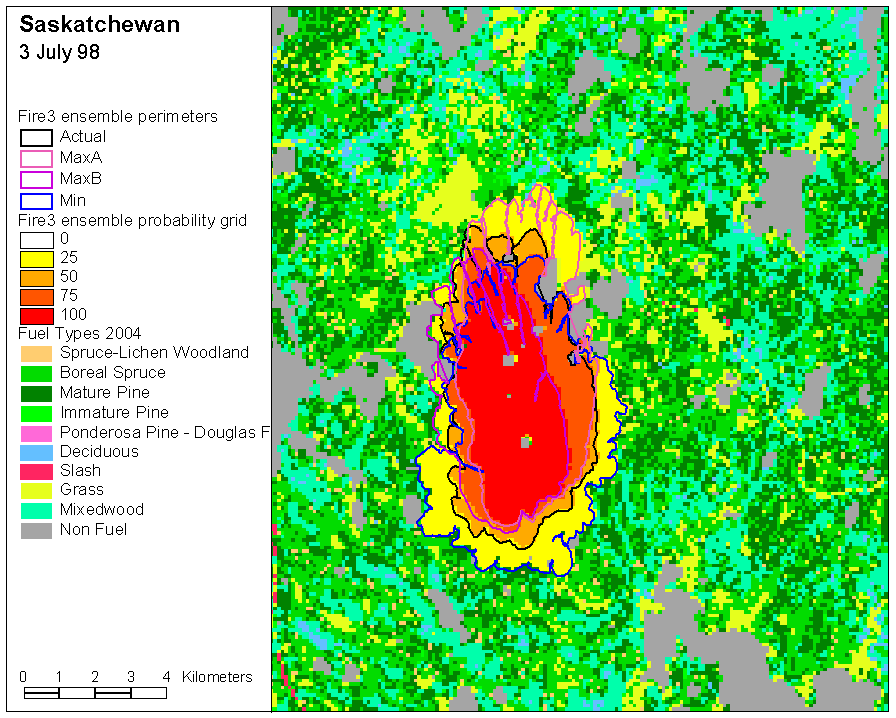 Saskatchewan
3 July 98
Fire3 ensemble perimeters
Actual
MaxA
MaxB
Min
Fire3 ensemble probability grid
0
25
50
75
100
Fuel Types 2004
Spruce-Lichen Woodland
Boreal Spruce
Mature Pine
Immature Pine
Ponderosa Pine - Douglas F
Deciduous
Slash
Grass
Mixedwood
Non Fuel
0 1 2 3 4 Kilometers